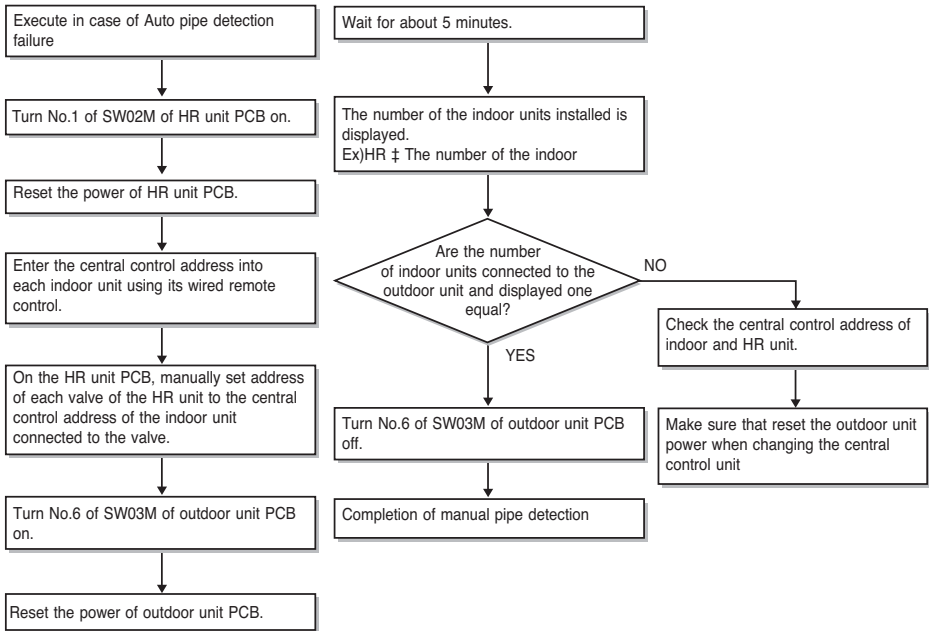 Execute in case of Auto pipe detection
failure
Turn No.1 of SW02M of HR unit PCB on.
Reset the power of HR unit PCB.
Enter the central control address into
each indoor unit using its wired remote
control.
On the HR unit PCB, manually set address
of each valve of the HR unit to the central
control address of the indoor unit
connected to the valve.
Turn No.6 of SW03M of outdoor unit PCB
on.
Reset the power of outdoor unit PCB.
Wait for about 5 minutes.
The number of the indoor units installed is
displayed.
Ex)HR ‡ The number of the indoor
Are the number
of indoor units connected to the
outdoor unit and displayed one
equal?
NO
YES
Turn No.6 of SW03M of outdoor unit PCB
off.
Completion of manual pipe detection
Check the central control address of
indoor and HR unit.
Make sure that reset the outdoor unit
power when changing the central
control unit